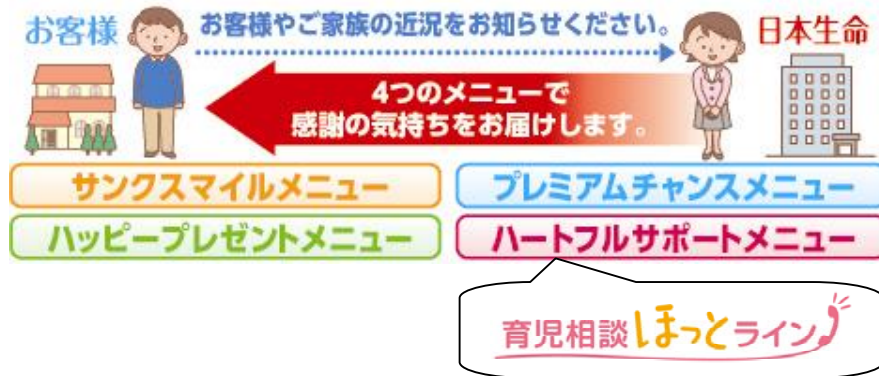 お客様
お客様やご家族の近況をお知らせください。
日本生命
4つのメニューで
感謝の気持ちをお届けします。
サンクスマイルメニュー
プレミアムチャンスメニュー
ハッピープレゼントメニュー
ハートフルサポートメニュー
育児相談ほっとライン